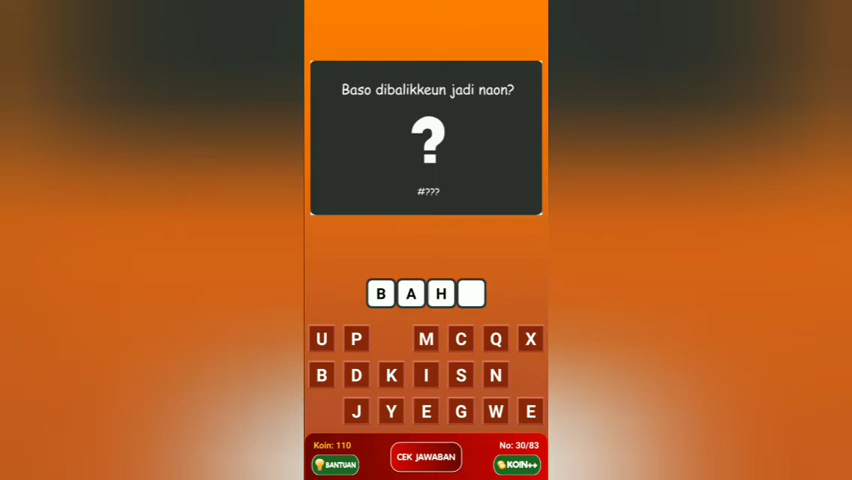 Baso dibalikkeun jadi naon?
?
#???
B A H
U P M C Q X
B D K I S N
J Y E G W E
Koin: 110
No: 30/83
BANTUAN
CEK JAWABAN
KOIN++